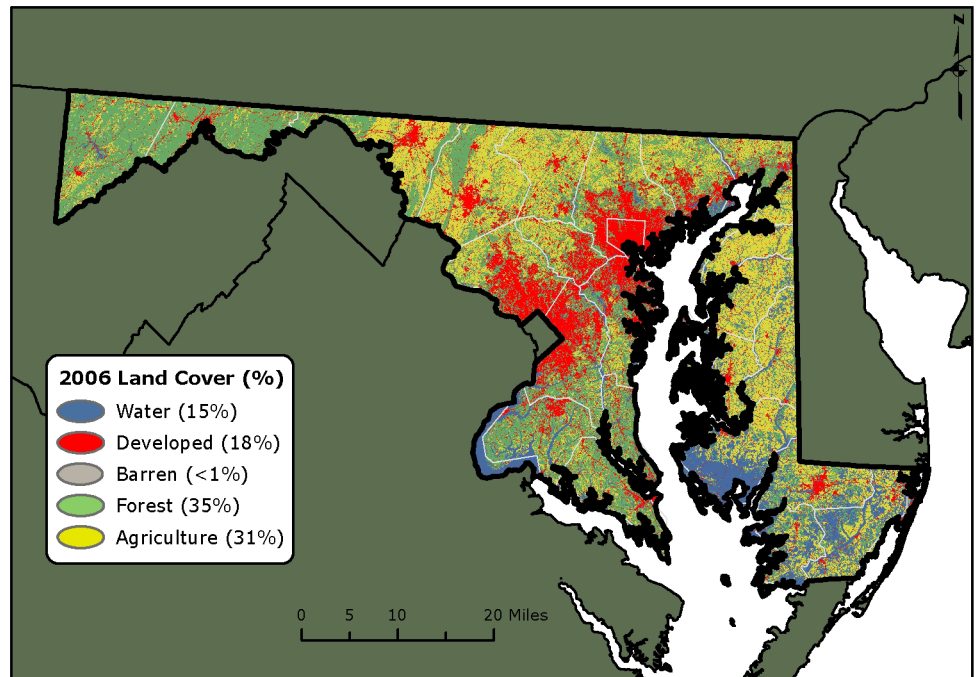 N
2006 Land Cover (%)
Water (15%)
Developed (18%)
Barren (<1%)
Forest (35%)
Agriculture (31%)
0 5 10 20 Miles